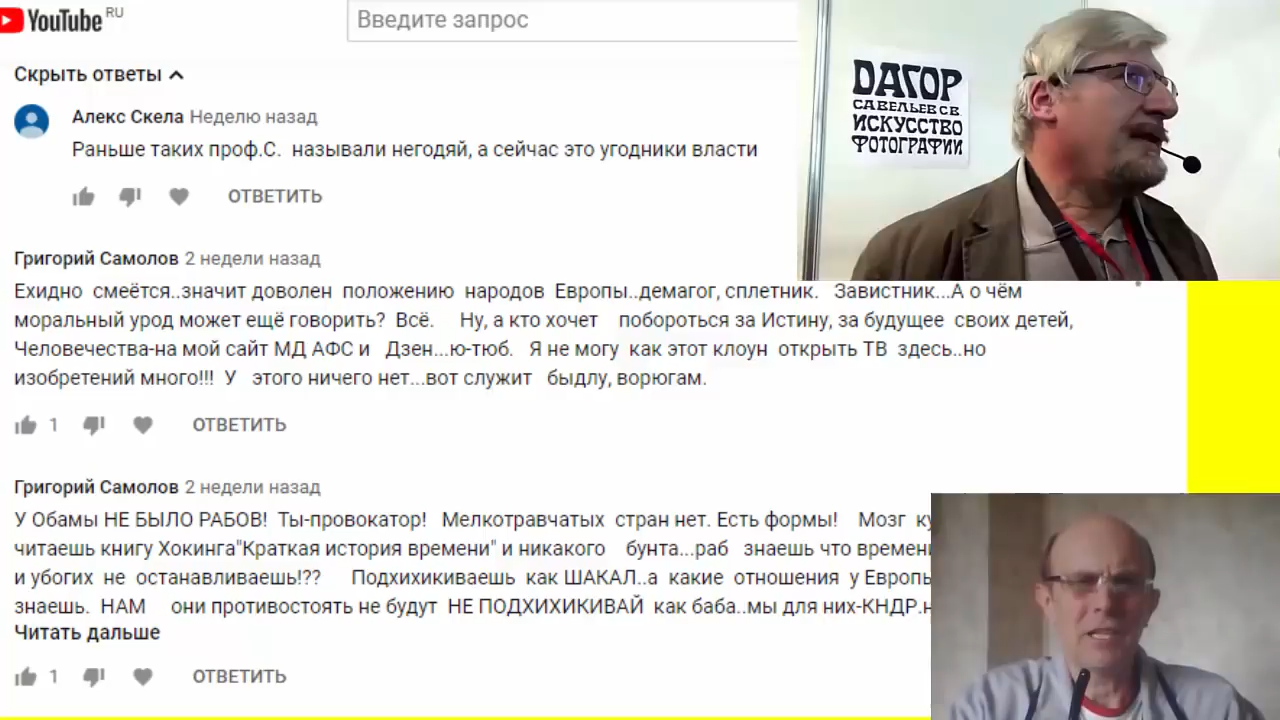 YouTube RU
Введите запрос
Скрыть ответы
Алекс Скела Неделю назад
Раньше таких проф.С. называли негодяй, а сейчас это угодники власти
ОТВЕТИТЬ
Григорий Самолов 2 недели назад
Ехидно смеётся..значит доволен положению народов Европы..демагог, сплетник. Завистник...А о чём
моральный урод может ещё говорить? Всё. Ну, а кто хочет побороться за Истину, за будущее своих детей,
Человечества-на мой сайт МД АФС и Дзен...ю-тюб. Я не могу как этот клоун открыть ТВ здесь..но
изобретений много!!! У этого ничего нет...вот служит быдлу, ворюгам.
1 ОТВЕТИТЬ
Григорий Самолов 2 недели назад
У Обамы НЕ БЫЛО РАБОВ! Ты-провокатор! Мелкотравчатых стран нет. Есть формы! Мозг
читаешь книгу Хокинга"Краткая история времени" и никакого бунта...раб знаешь что
и убогих не останавливаешь!?? Подхихикиваешь как ШАКАЛ..а какие отношения у
знаешь. НАМ они противостоять не будут НЕ ПОДХИХИКИВАЙ как баба..мы для них-КНДР.
Читать дальше
1 ОТВЕТИТЬ
DАГОР
САВЕЛЬЕВ С.В.
ИСКУССТВО
ФОТОГРАФИИ